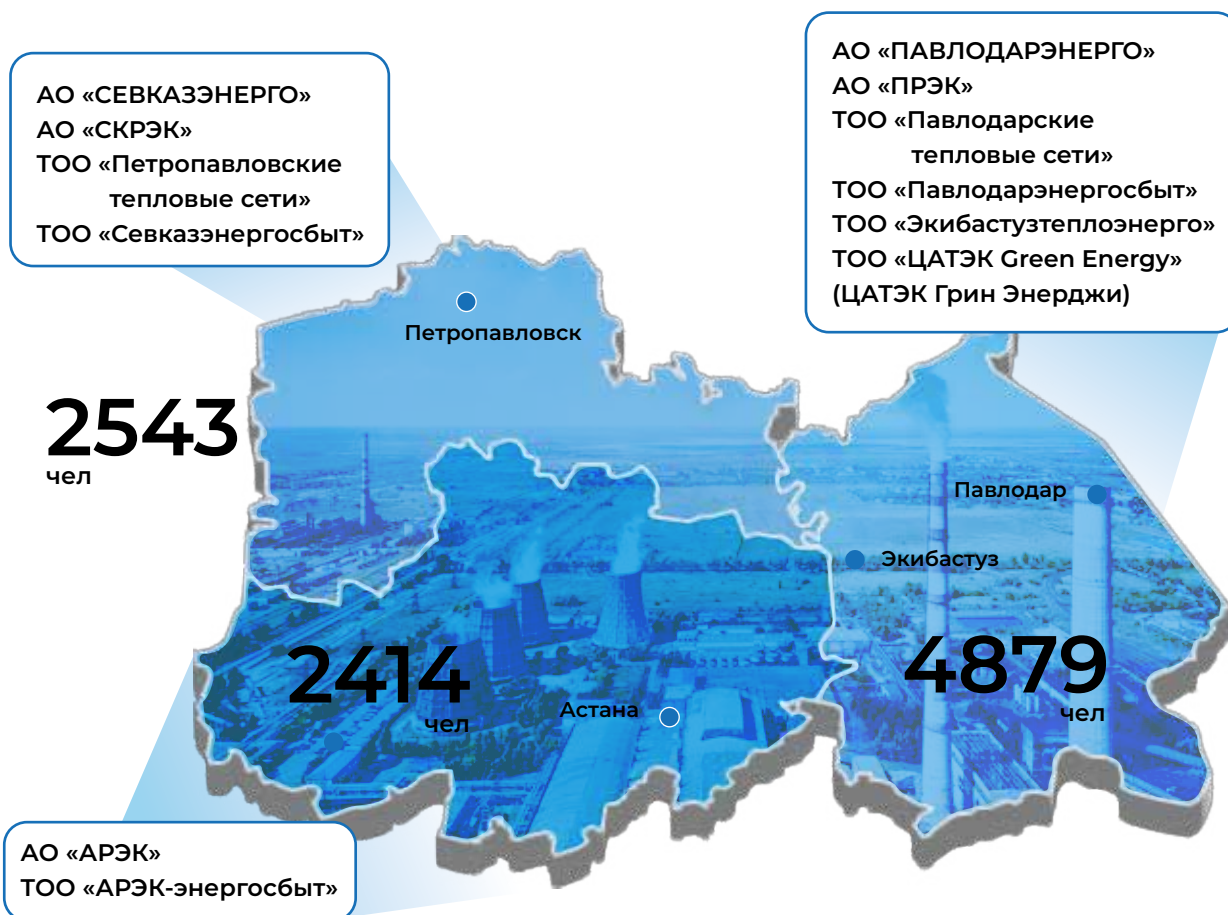 АО «СЕВКАЗЭНЕРГО»
АО «СКРЭК»
ТОО «Петропавловские
тепловые сети»
ТОО «Севказэнергосбыт»
АО «ПАВЛОДАРЭНЕРГО»
АО «ПРЭК»
ТОО «Павлодарские
тепловые сети»
ТОО «Павлодарэнергосбыт»
ТОО «Экибастузтеплоэнерго»
ТОО «ЦАТЭК Green Energy»
(ЦАТЭК Грин Энерджи)
Петропавловск
2543
чел
Павлодар
Экибастуз
2414
чел
Астана
4879
чел
АО «АРЭК»
ТОО «АРЭК-энергосбыт»